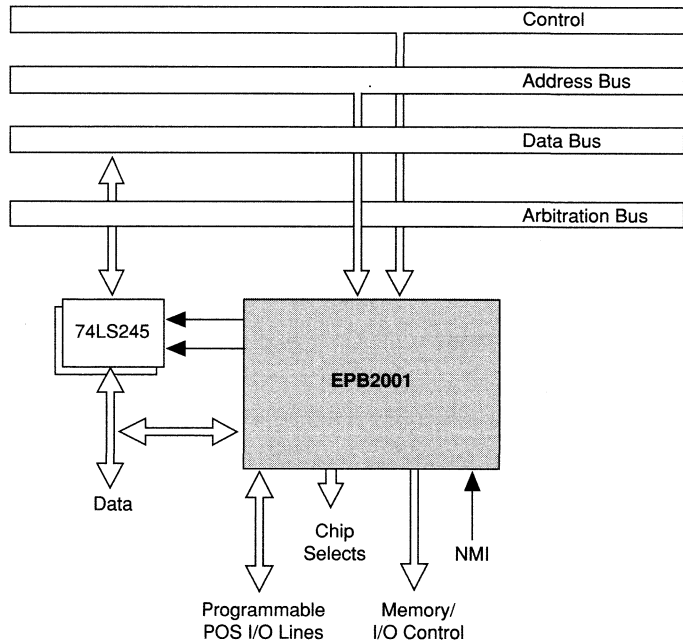 Control
Address Bus
Data Bus
Arbitration Bus
74LS245
EPB2001
Data
Chip
Selects
NMI
Programmable
POS I/O Lines
Memory/
I/O Control